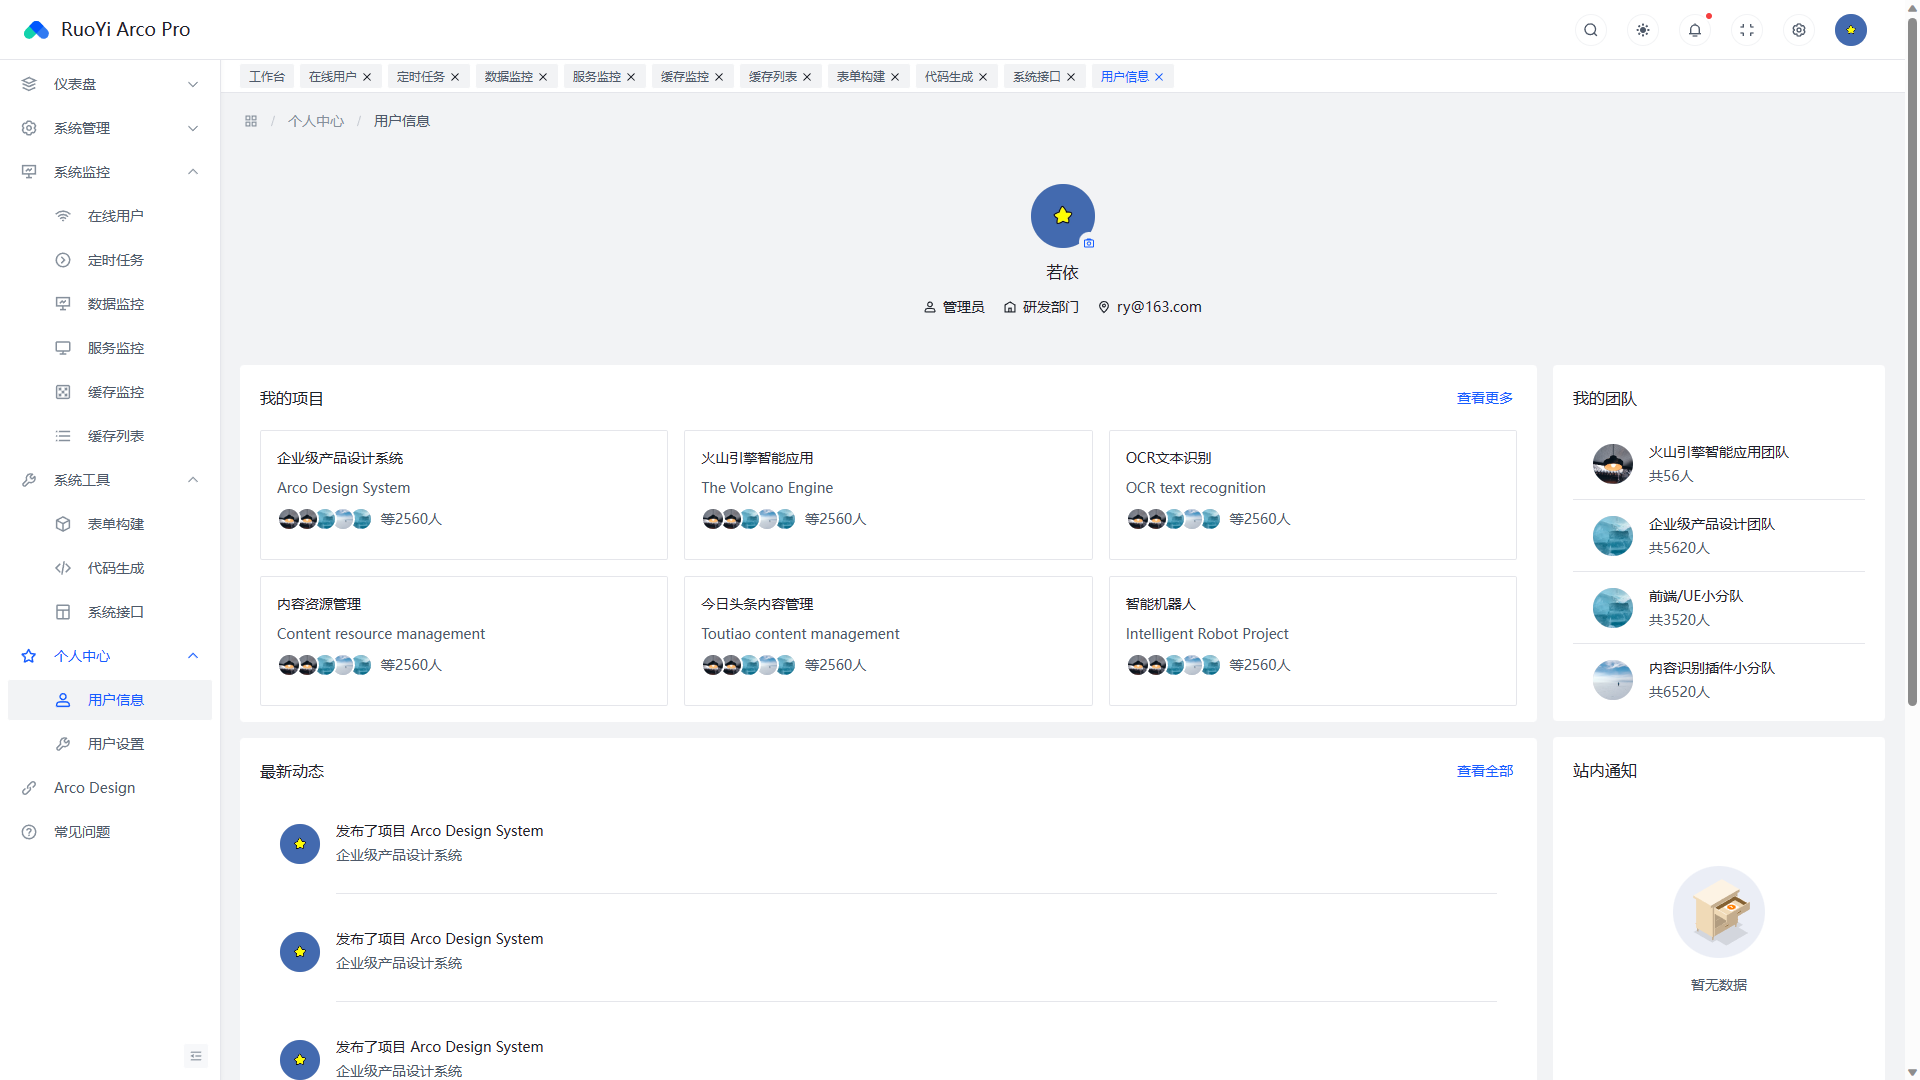 RuoYi Arco Pro
仪表盘
系统管理
系统监控
在线用户
定时任务
数据监控
服务监控
缓存监控
缓存列表
系统工具
表单构建
代码生成
系统接口
个人中心
用户信息
用户设置
Arco Design
常见问题
工作台 在线用户 定时任务 数据监控 服务监控 缓存监控 缓存列表 表单构建 代码生成 系统接口 用户信息
/ 个人中心 / 用户信息
若依
管理员 研发部门 ry@163.com
我的项目 查看更多
企业级产品设计系统
Arco Design System
等2560人
火山引擎智能应用
The Volcano Engine
等2560人
OCR文本识别
OCR text recognition
等2560人
内容资源管理
Content resource management
等2560人
今日头条内容管理
Toutiao content management
等2560人
智能机器人
Intelligent Robot Project
等2560人
我的团队
火山引擎智能应用团队
共56人
企业级产品设计团队
共5620人
前端/UE小分队
共3520人
内容识别插件小分队
共6520人
最新动态 查看全部
发布了项目 Arco Design System
企业级产品设计系统
发布了项目 Arco Design System
企业级产品设计系统
发布了项目 Arco Design System
企业级产品设计系统
站内通知
暂无数据